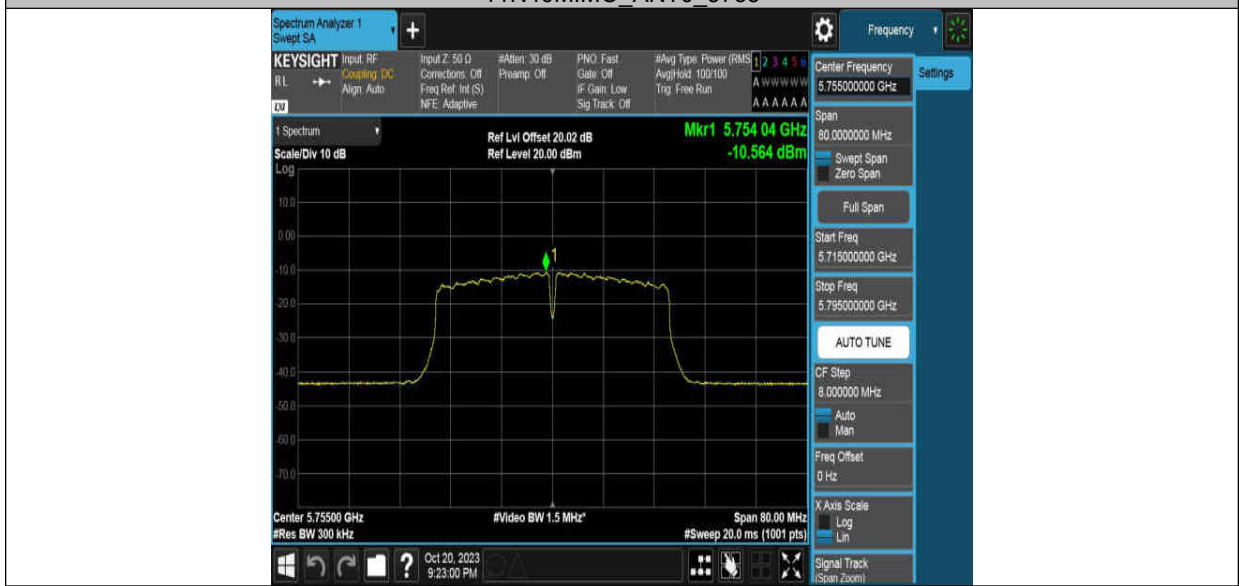 Spectrum Analyzer 1
Swept SA
+
Frequency
KEYSIGHT
RL
Input: RF
Coupling: DC
Align: Auto
Input Z: 50 Ω
Corrections: Off
Freq Ref: Int (S)
NFE: Adaptive
#Atten: 30 dB
Preamp: Off
PNO: Fast
Gate: Off
IF Gain: Low
Sig Track: Off
#Avg Type: Power (RMS
Avg|Hold: 100/100
Trig: Free Run
1 2 3 4 5 6
A W W W W W
A A A A A A
Center Frequency
5.755000000 GHz
Settings
Span
80.0000000 MHz
Swept Span
Zero Span
Full Span
Start Freq
5.715000000 GHz
Stop Freq
5.795000000 GHz
AUTO TUNE
CF Step
8.000000 MHz
Auto
Man
Freq Offset
0 Hz
X Axis Scale
Log
Lin
Signal Track
(Span Zoom)
1 Spectrum
Scale/Div 10 dB
Log
Ref Lvl Offset 20.02 dB
Ref Level 20.00 dBm
Mkr1 5.754 04 GHz
-10.564 dBm
10.0
0.00
-10.0
-20.0
-30.0
-40.0
-50.0
-60.0
-70.0
1
Center 5.75500 GHz
#Res BW 300 kHz
#Video BW 1.5 MHz*
Span 80.00 MHz
#Sweep 20.0 ms (1001 pts)
?
Oct 20, 2023
9:23:00 PM